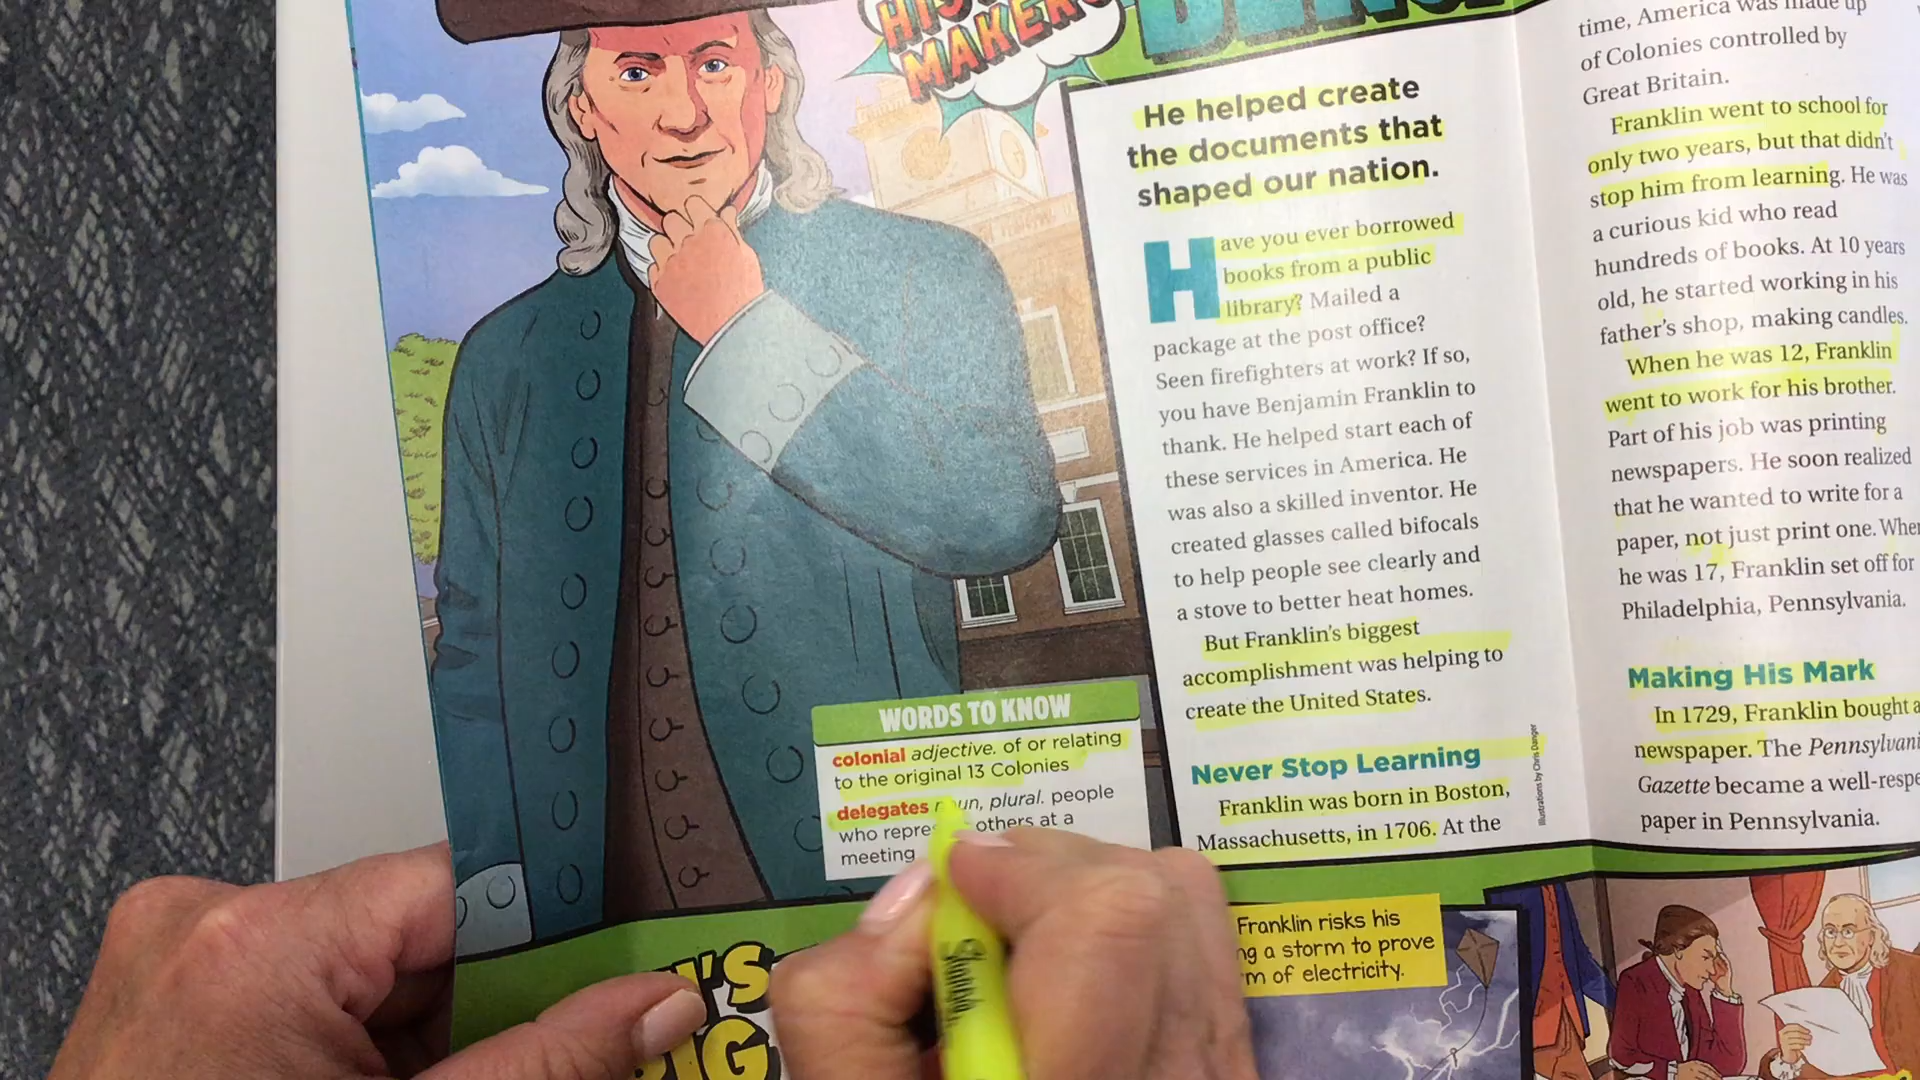 MAKER
He helped create
the documents that
shaped our nation.
Have you ever borrowed
books from a public
library? Mailed a
package at the post office?
Seen firefighters at work? If so,
you have Benjamin Franklin to
thank. He helped start each of
these services in America. He
was also a skilled inventor. He
created glasses called bifocals
to help people see clearly and
a stove to better heat homes.
But Franklin's biggest
accomplishment was helping to
create the United States.
Never Stop Learning
Franklin was born in Boston,
Massachusetts, in 1706. At the
time, America was made up
of Colonies controlled by
Great Britain.
Franklin went to school for
only two years, but that didn't
stop him from learning. He was
a curious kid who read
hundreds of books. At 10 years
old, he started working in his
father's shop, making candles.
When he was 12, Franklin
went to work for his brother.
Part of his job was printing
newspapers. He soon realized
that he wanted to write for a
paper, not just print one. When
he was 17, Franklin set off for
Philadelphia, Pennsylvania.
Making His Mark
In 1729, Franklin bought a
newspaper. The Pennsylvani
Gazette became a well-respe
paper in Pennsylvania.
Illustrations by Chris Danger
WORDS TO KNOW
colonial adjective. of or relating
to the original 13 Colonies
delegates noun, plural. people
who repres others at a
meeting
Y'S
BIG
Franklin risks his
ng a storm to prove
rm of electricity.
Sharpie